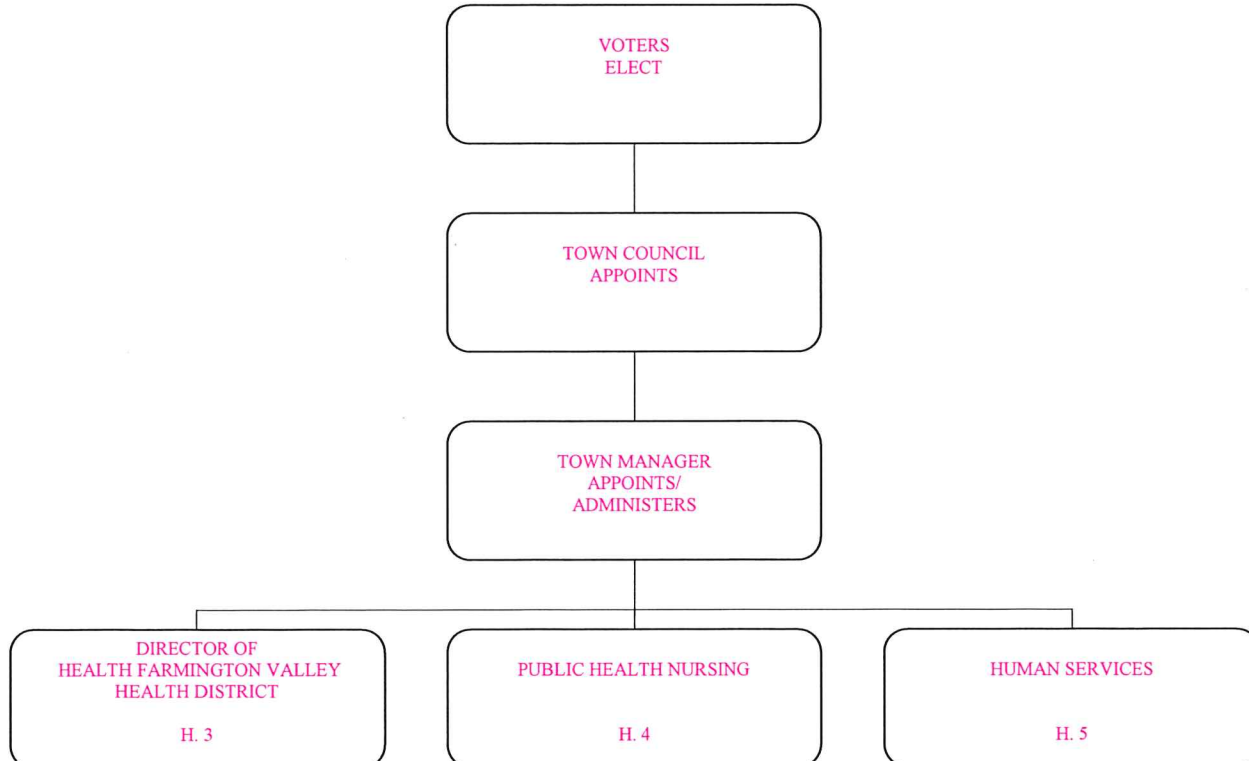 VOTERS
ELECT
TOWN COUNCIL
APPOINTS
TOWN MANAGER
APPOINTS/
ADMINISTERS
DIRECTOR OF
HEALTH FARMINGTON VALLEY
HEALTH DISTRICT
H. 3
PUBLIC HEALTH NURSING
H. 4
HUMAN SERVICES
H. 5